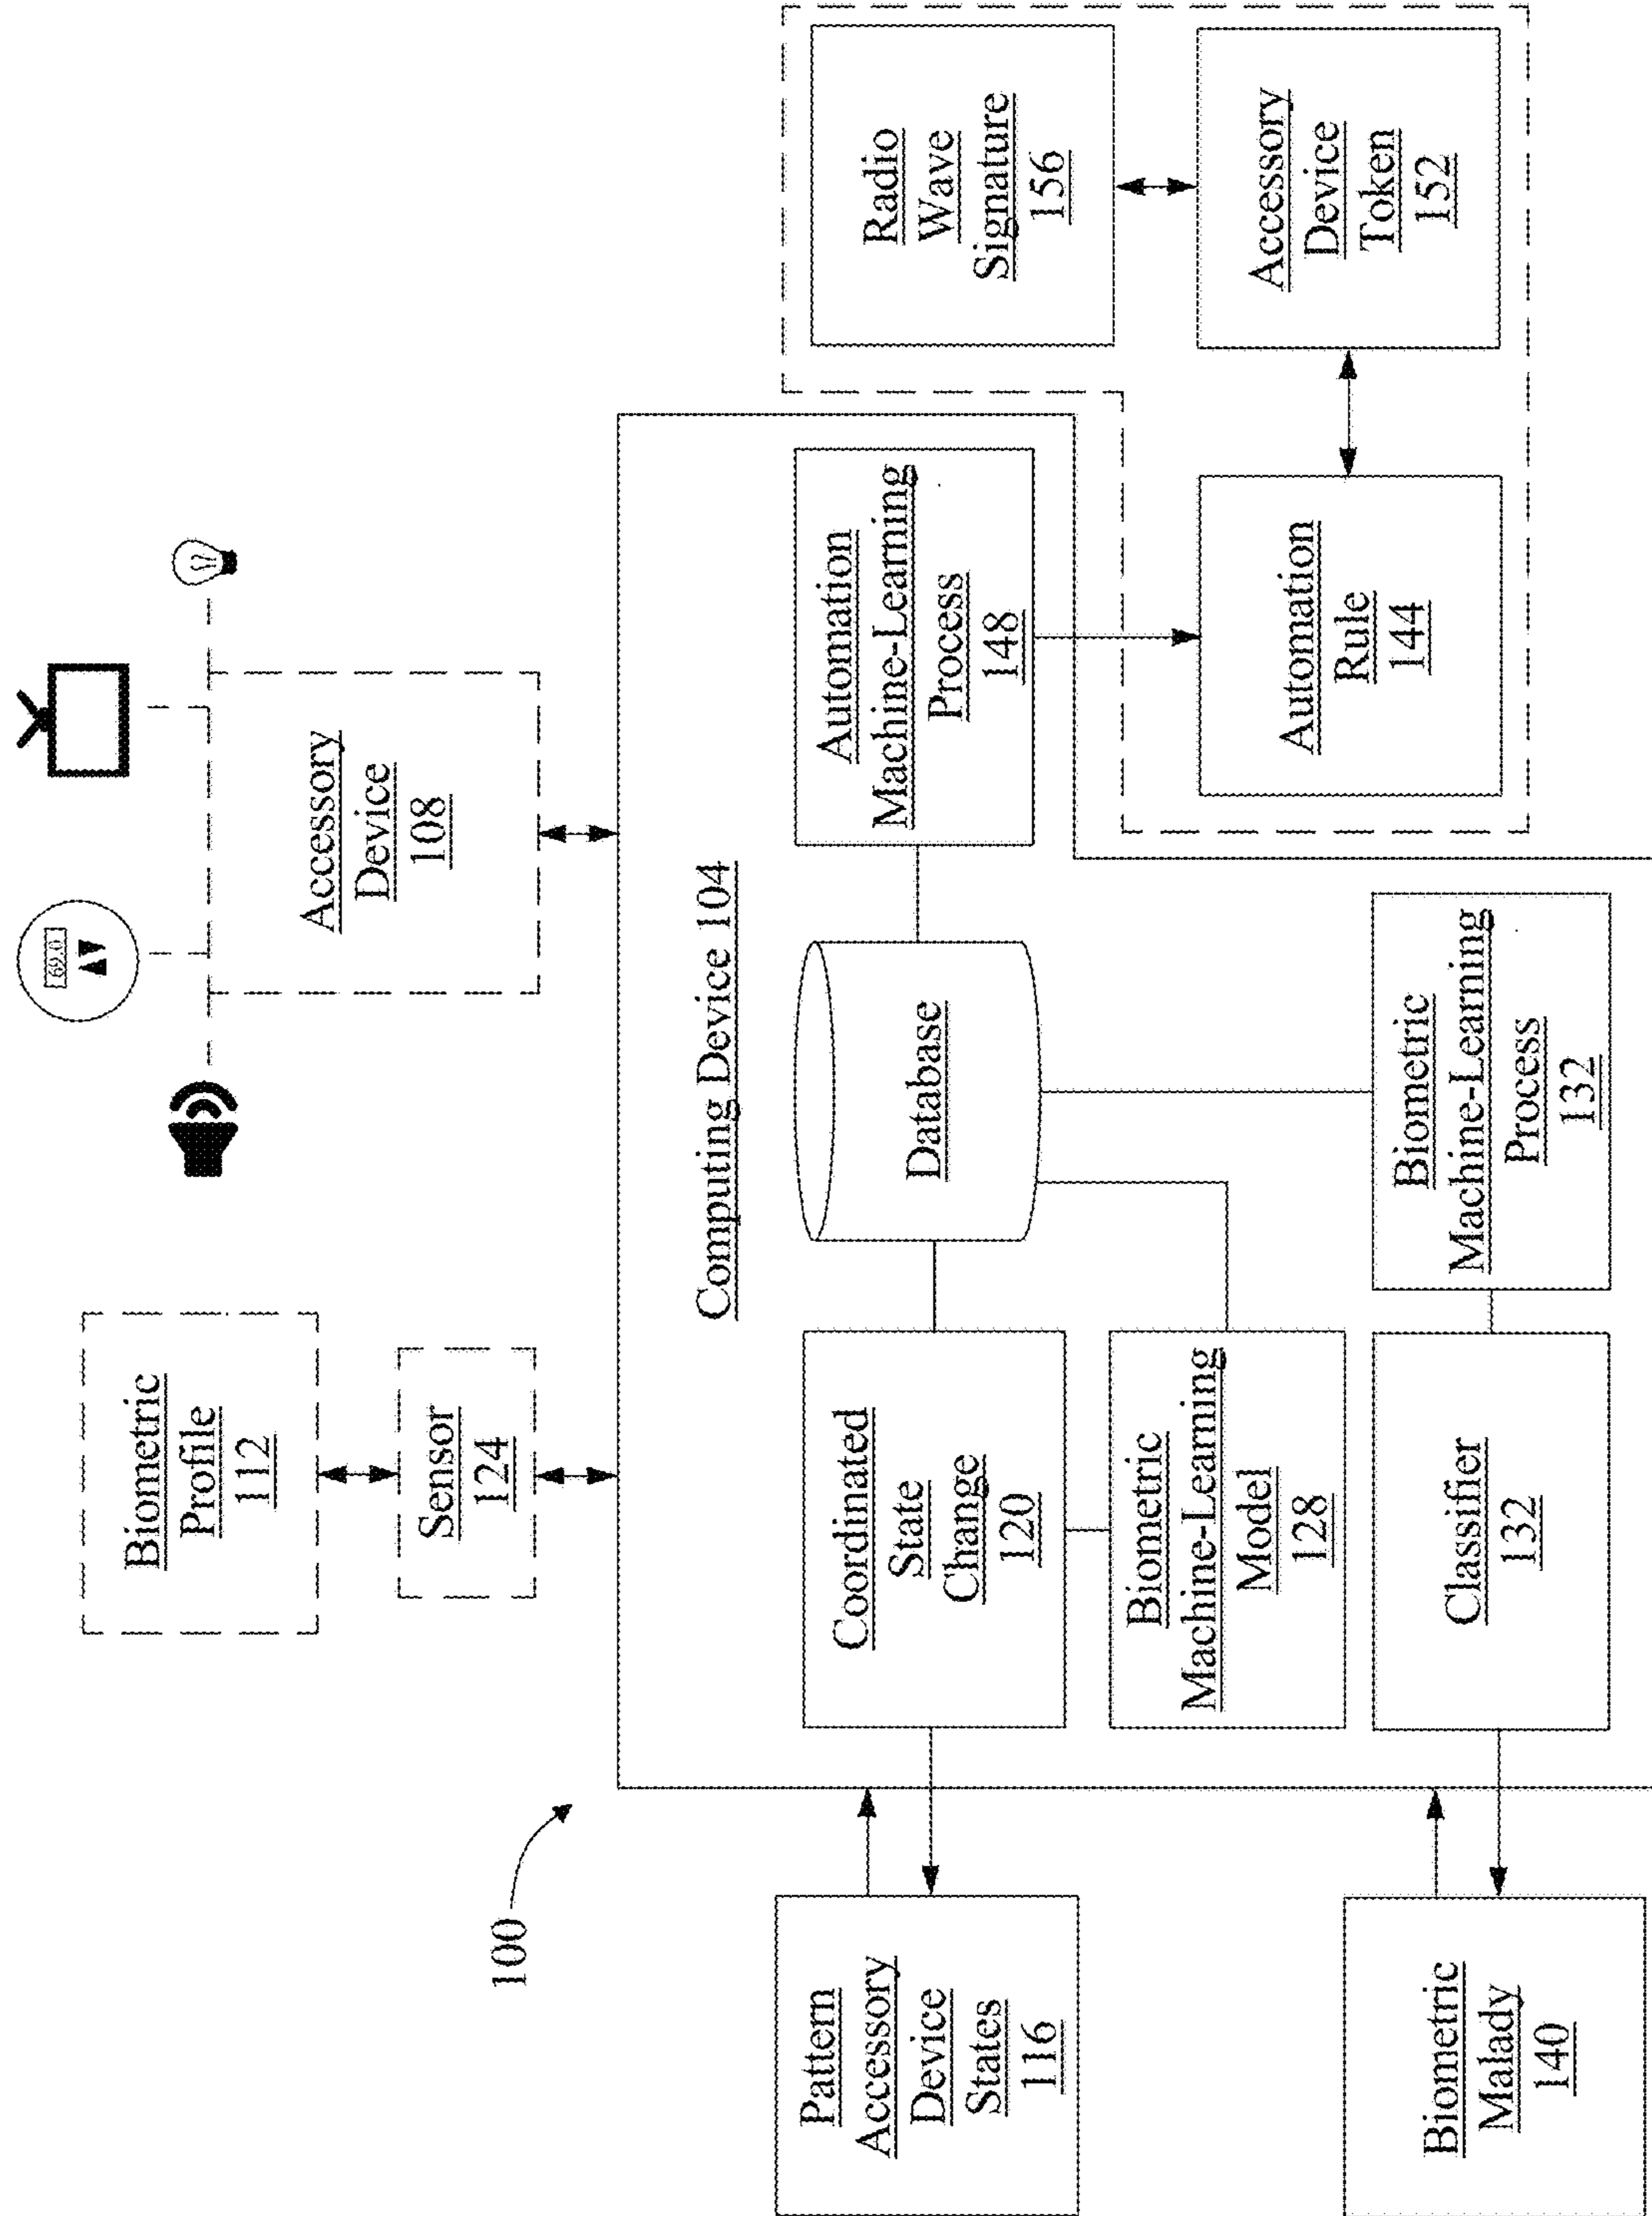 100
Biometric
Profile
112
Sensor
124
69.0
Accessory
Device
108
Computing Device 104
Pattern
Accessory
Device
States
116
Coordinated
State
Change
120
Database
Automation
Machine-Learning
Process
148
Radio
Wave
Signature
156
Biometric
Machine-Learning
Model
128
Automation
Rule
144
Accessory
Device
Token
152
Biometric
Malady
140
Classifier
132
Biometric
Machine-Learning
Process
132